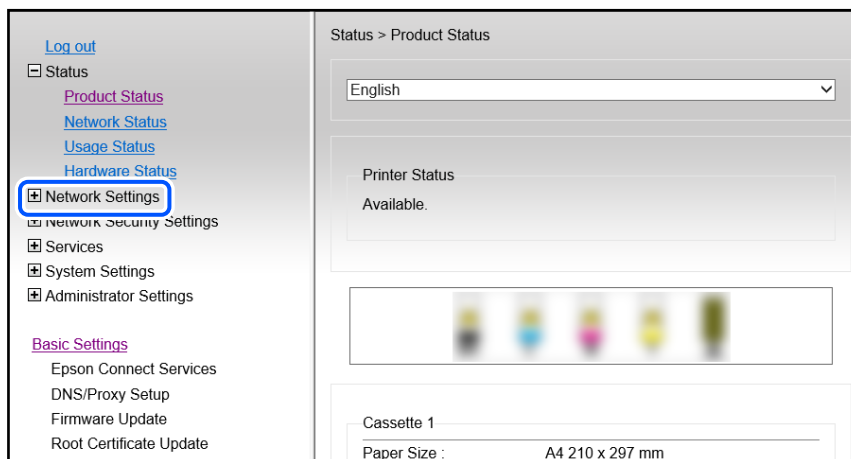 Log out
Status
Product Status
Network Status
Usage Status
Hardware Status
Network Settings
Network Security Settings
Services
System Settings
Administrator Settings
Basic Settings
Epson Connect Services
DNS/Proxy Setup
Firmware Update
Root Certificate Update
Status > Product Status
English
Printer Status
Available.
Cassette 1
Paper Size : A4 210 x 297 mm